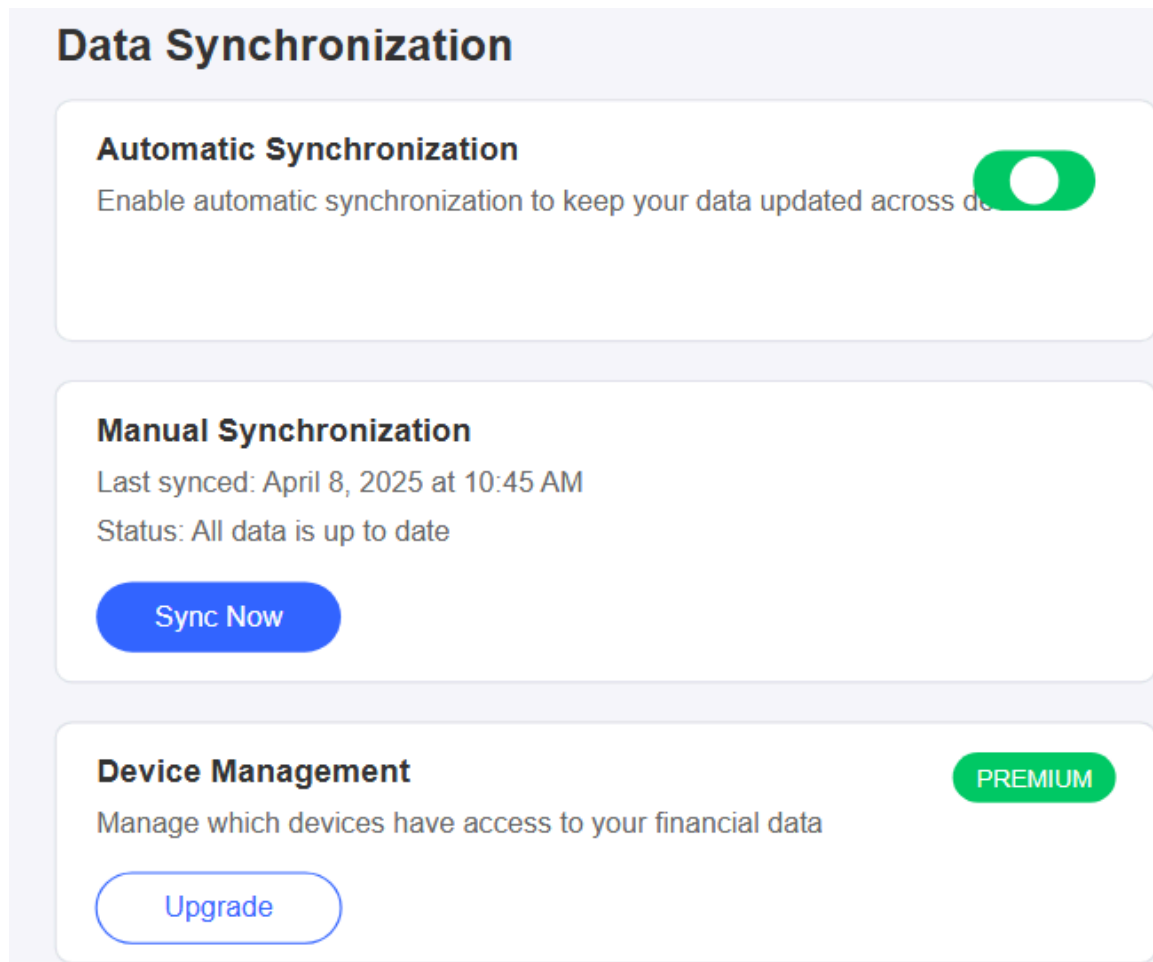 Data Synchronization
Automatic Synchronization
Enable automatic synchronization to keep your data updated across
Manual Synchronization
Last synced: April 8, 2025 at 10:45 AM
Status: All data is up to date
Sync Now
Device Management
PREMIUM
Manage which devices have access to your financial data
Upgrade